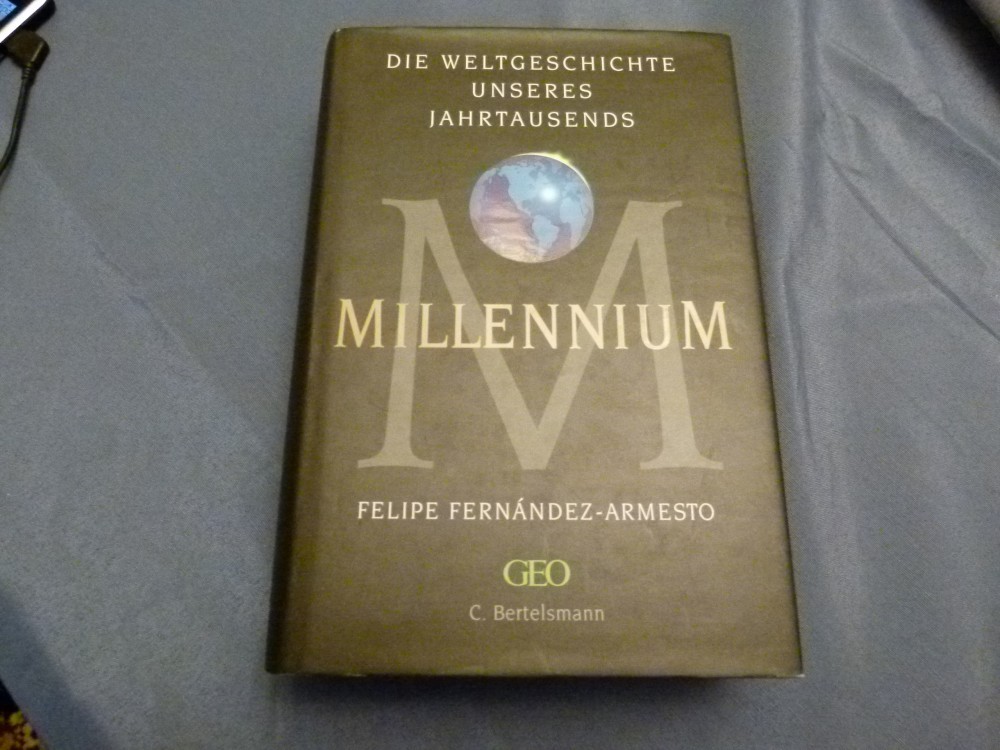 DIE WELTGESCHICHTE
UNSERES
JAHRTAUSENDS
M
MILLENNIUM
FELIPE FERNÁNDEZ-ARMESTO
GEO
C. Bertelsmann